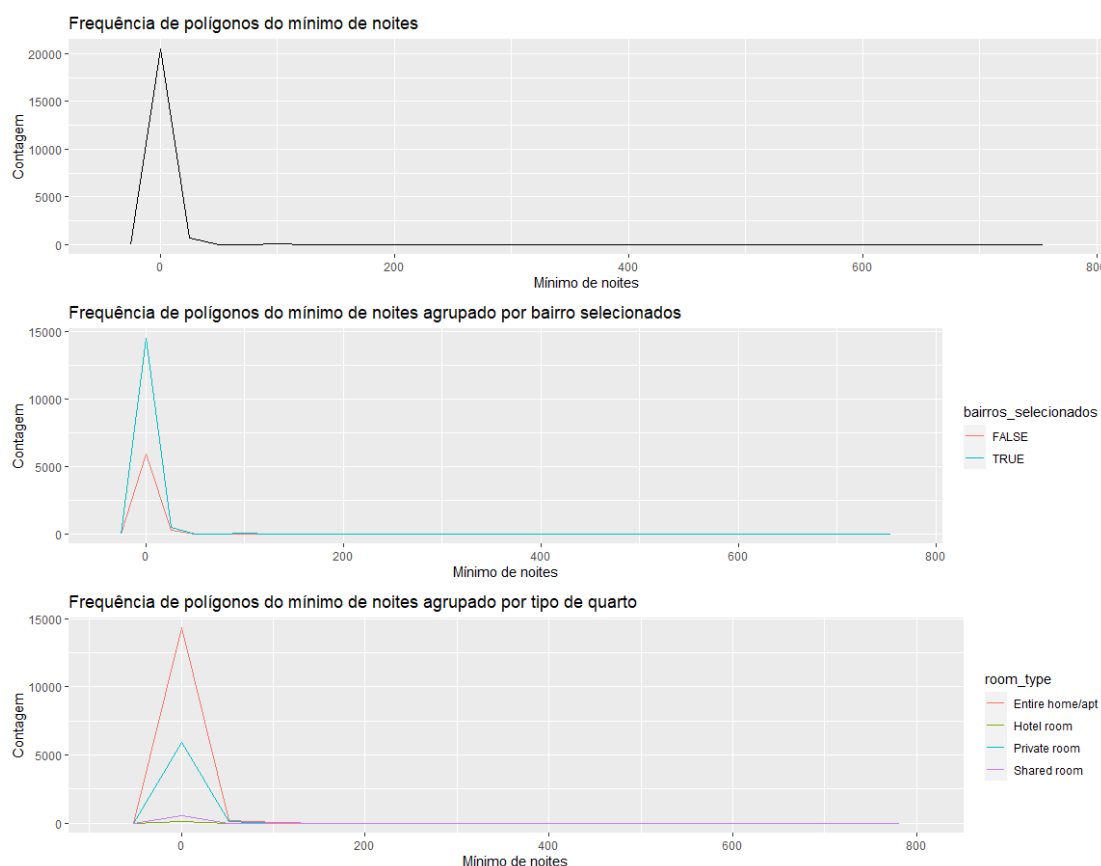 Frequência de polígonos do mínimo de noites
20000
15000
10000
5000
0
Contagem
0 200 400 600 800
Mínimo de noites
Frequência de polígonos do mínimo de noites agrupado por bairro selecionados
15000
10000
5000
0
Contagem
0 200 400 600 800
Mínimo de noites
bairros_selecionados
FALSE
TRUE
Frequência de polígonos do mínimo de noites agrupado por tipo de quarto
15000
10000
5000
0
Contagem
0 200 400 600 800
Mínimo de noites
room_type
Entire home/apt
Hotel room
Private room
Shared room